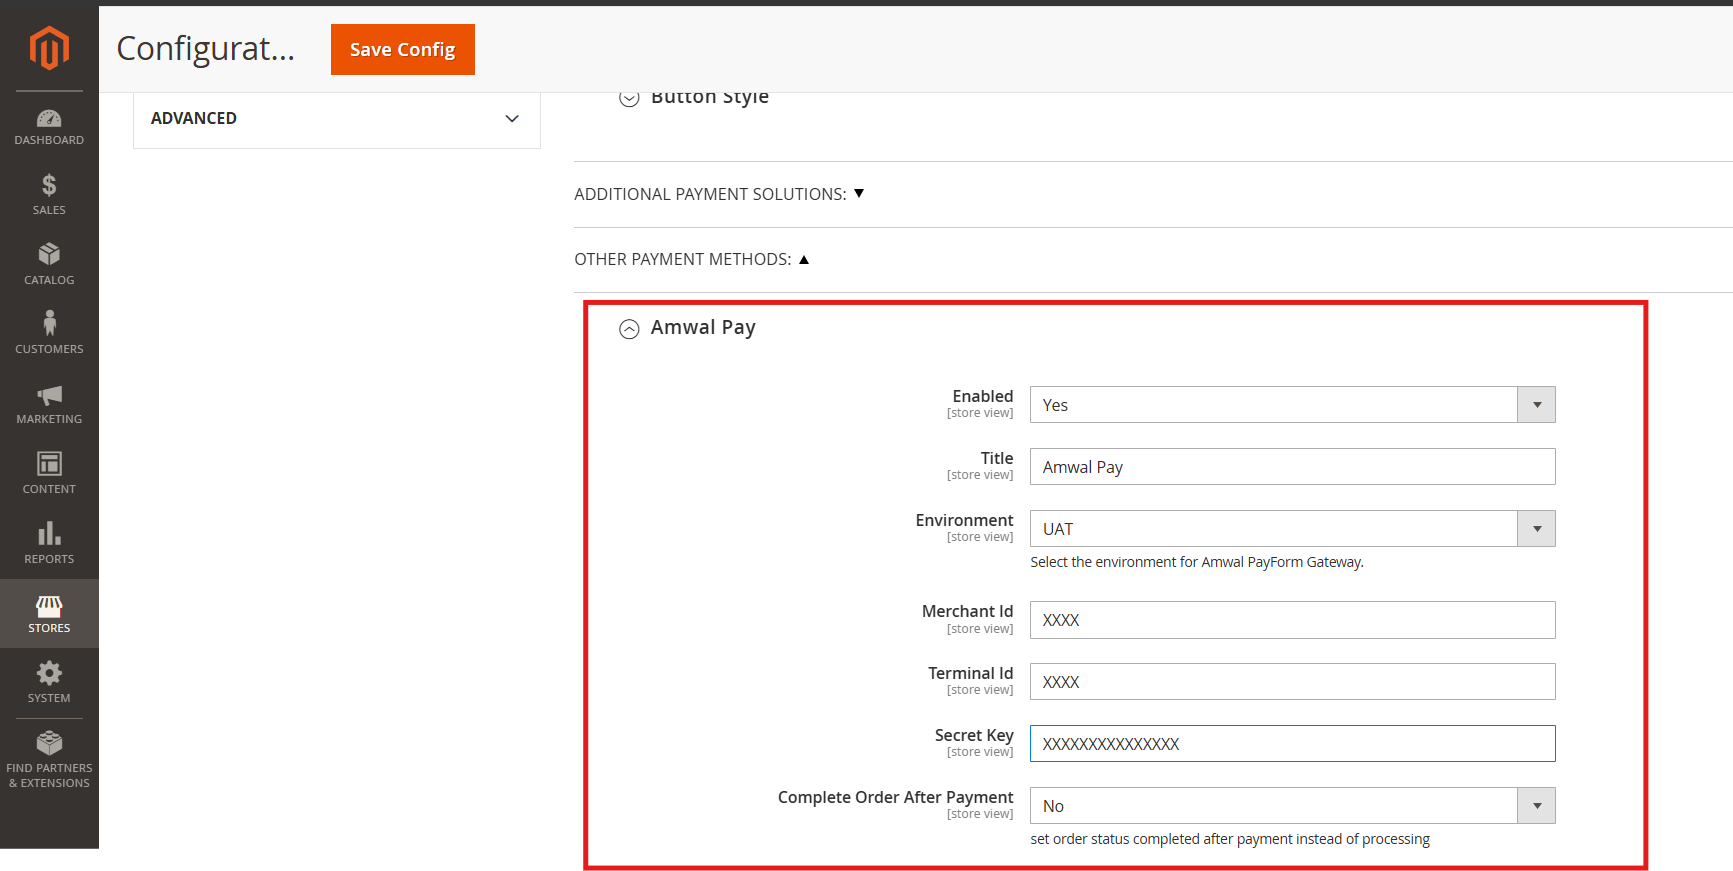 Configurat...
Save Config
DASHBOARD
SALES
CATALOG
CUSTOMERS
MARKETING
CONTENT
REPORTS
STORES
SYSTEM
FIND PARTNERS
& EXTENSIONS
ADVANCED
Button Style
ADDITIONAL PAYMENT SOLUTIONS:
OTHER PAYMENT METHODS:
Amwal Pay
Enabled
[store view]
Yes
Title
[store view]
Amwal Pay
Environment
[store view]
UAT
Select the environment for Amwal PayForm Gateway.
Merchant Id
[store view]
XXXX
Terminal Id
[store view]
XXXX
Secret Key
[store view]
XXXXXXXXXXXXXXX
Complete Order After Payment
[store view]
No
set order status completed after payment instead of processing